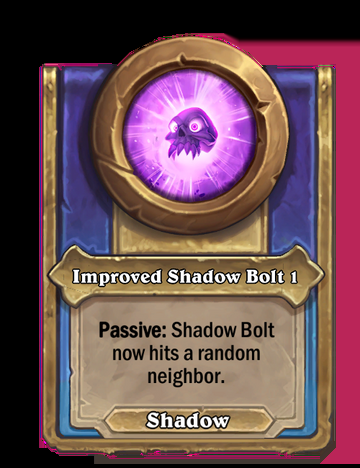 Improved Shadow Bolt 1
Passive: Shadow Bolt
now hits a random
neighbor.
Shadow